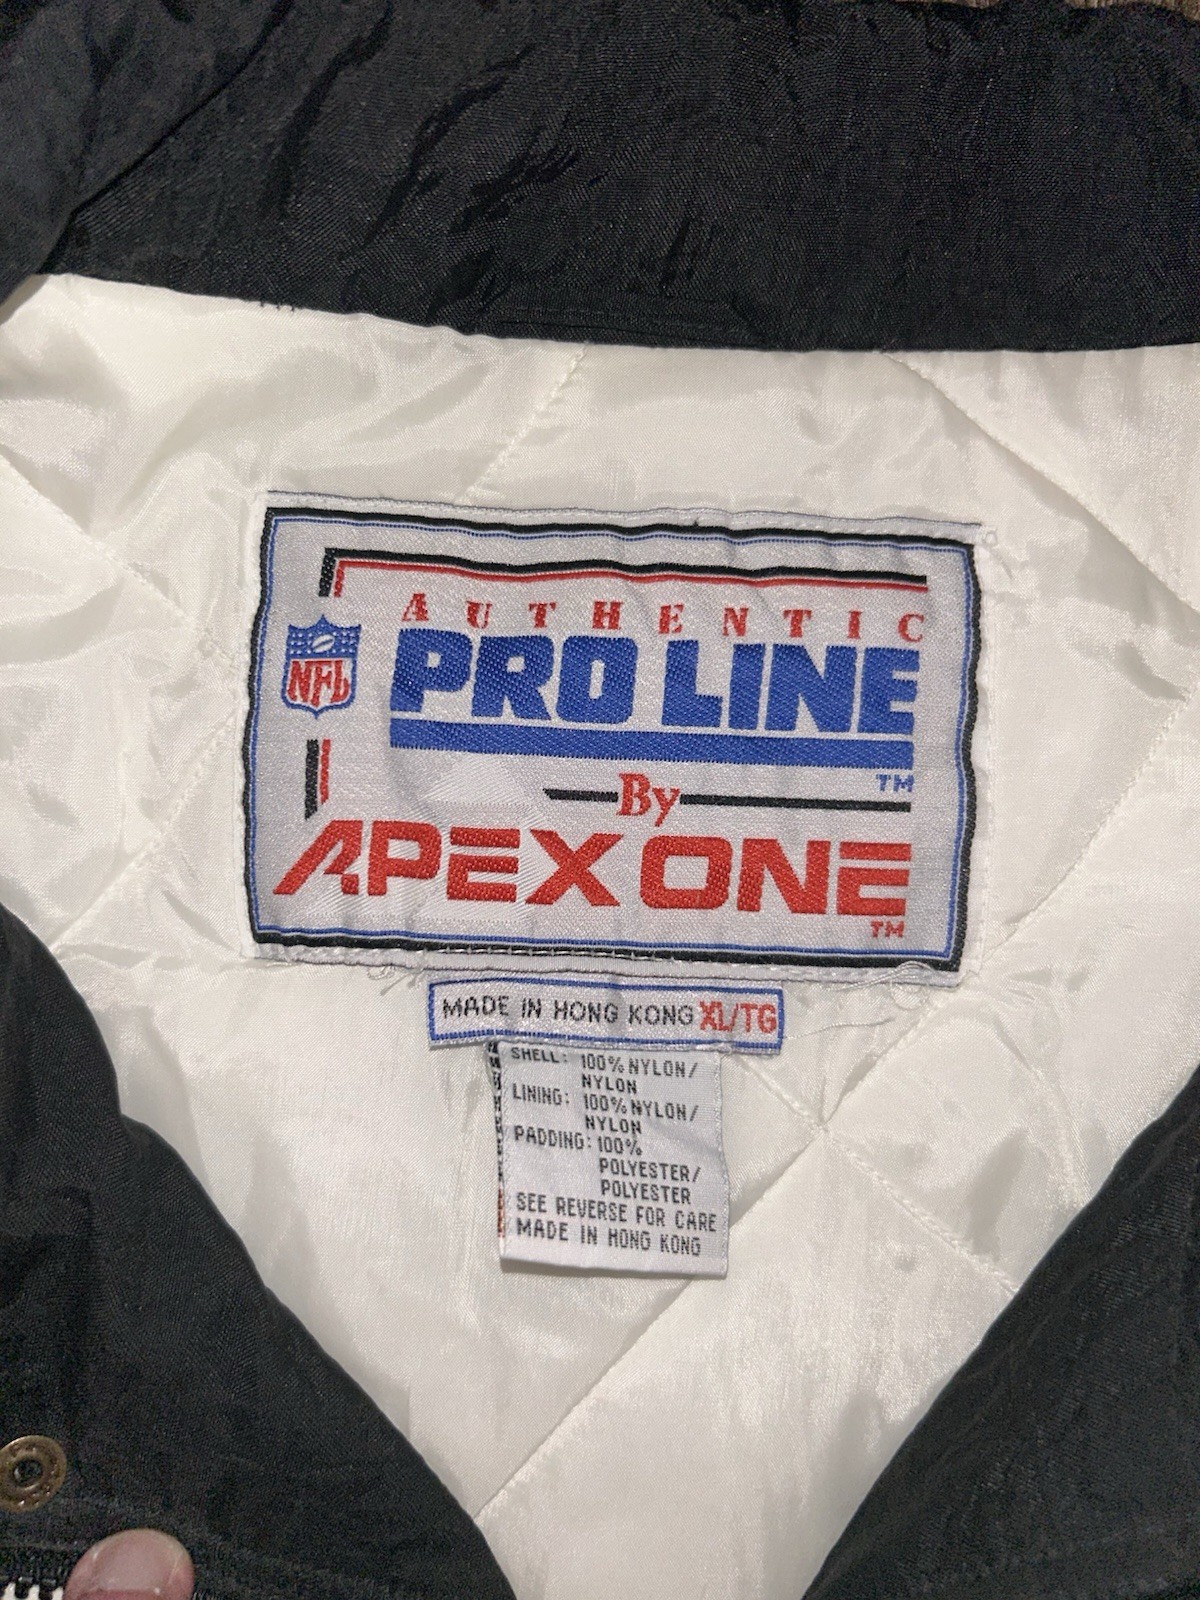 AUTHENTIC
NFL
PRO LINE
TM
By
APEX ONE
TM
MADE IN HONG KONG XL/TG
SHELL: 100% NYLON/
NYLON
LINING: 100% NYLON/
NYLON
PADDING: 100%
POLYESTER/
POLYESTER
SEE REVERSE FOR CARE
MADE IN HONG KONG